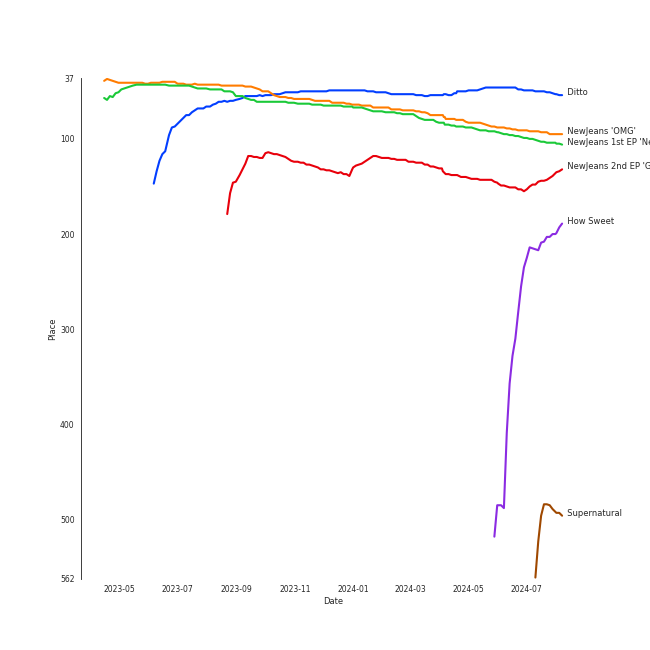 37
100
200
300
400
500
562
Place
2023-05 2023-07 2023-09 2023-11 2024-01 2024-03 2024-05 2024-07
Date
Ditto
NewJeans 'OMG'
NewJeans 1st EP 'Ne
NewJeans 2nd EP 'G
How Sweet
Supernatural